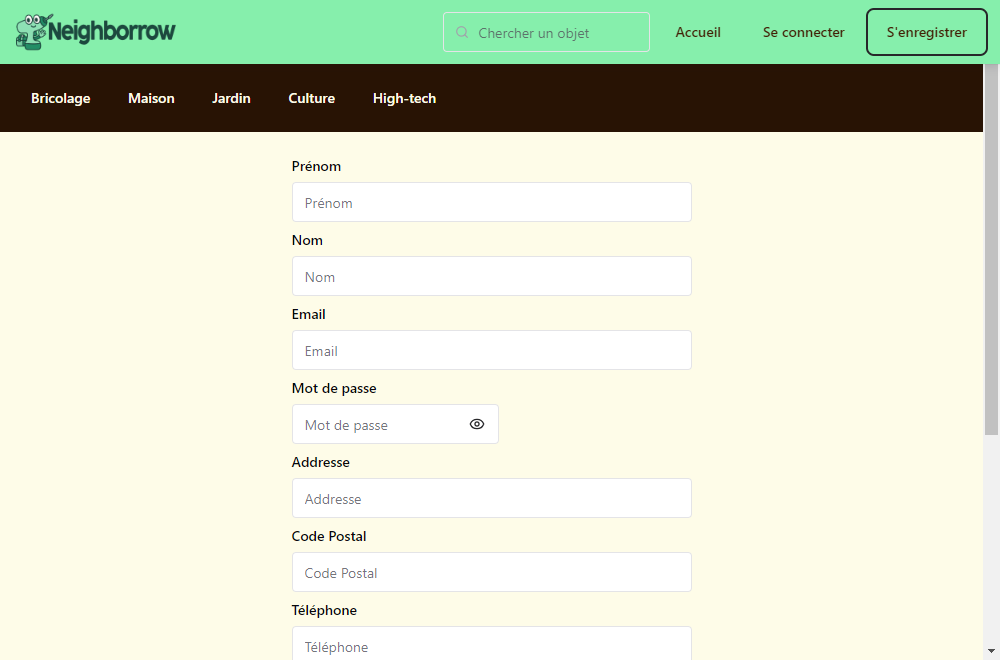 Neighborrow
Chercher un objet
Accueil
Se connecter
S'enregistrer
Bricolage
Maison
Jardin
Culture
High-tech
Prénom
Prénom
Nom
Nom
Email
Email
Mot de passe
Mot de passe
Addresse
Addresse
Code Postal
Code Postal
Téléphone
Téléphone